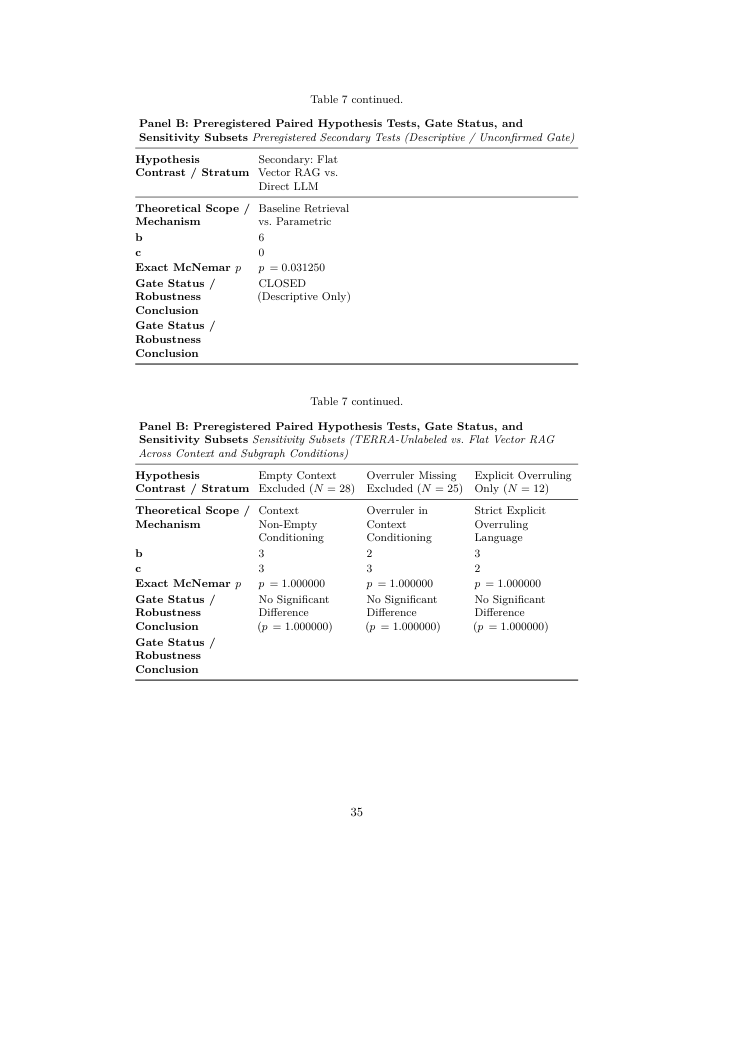 Table 7 continued.
Panel B: Preregistered Paired Hypothesis Tests, Gate Status, and
Sensitivity Subsets Preregistered Secondary Tests (Descriptive / Unconfirmed Gate)
Hypothesis Secondary: Flat
Contrast / Stratum Vector RAG vs.
Direct LLM
Theoretical Scope / Baseline Retrieval
Mechanism vs. Parametric
b 6
c 0
Exact McNemar p p = 0.031250
Gate Status / CLOSED
Robustness (Descriptive Only)
Conclusion
Gate Status /
Robustness
Conclusion
Table 7 continued.
Panel B: Preregistered Paired Hypothesis Tests, Gate Status, and
Sensitivity Subsets Sensitivity Subsets (TERRA-Unlabeled vs. Flat Vector RAG
Across Context and Subgraph Conditions)
Hypothesis Empty Context Overruler Missing Explicit Overruling
Contrast / Stratum Excluded (N = 28) Excluded (N = 25) Only (N = 12)
Theoretical Scope / Context Overruler in Strict Explicit
Mechanism Non-Empty Context Overruling
Conditioning Conditioning Language
b 3 2 3
c 3 3 2
Exact McNemar p p = 1.000000 p = 1.000000 p = 1.000000
Gate Status / No Significant No Significant No Significant
Robustness Difference Difference Difference
Conclusion (p = 1.000000) (p = 1.000000) (p = 1.000000)
Gate Status /
Robustness
Conclusion
35